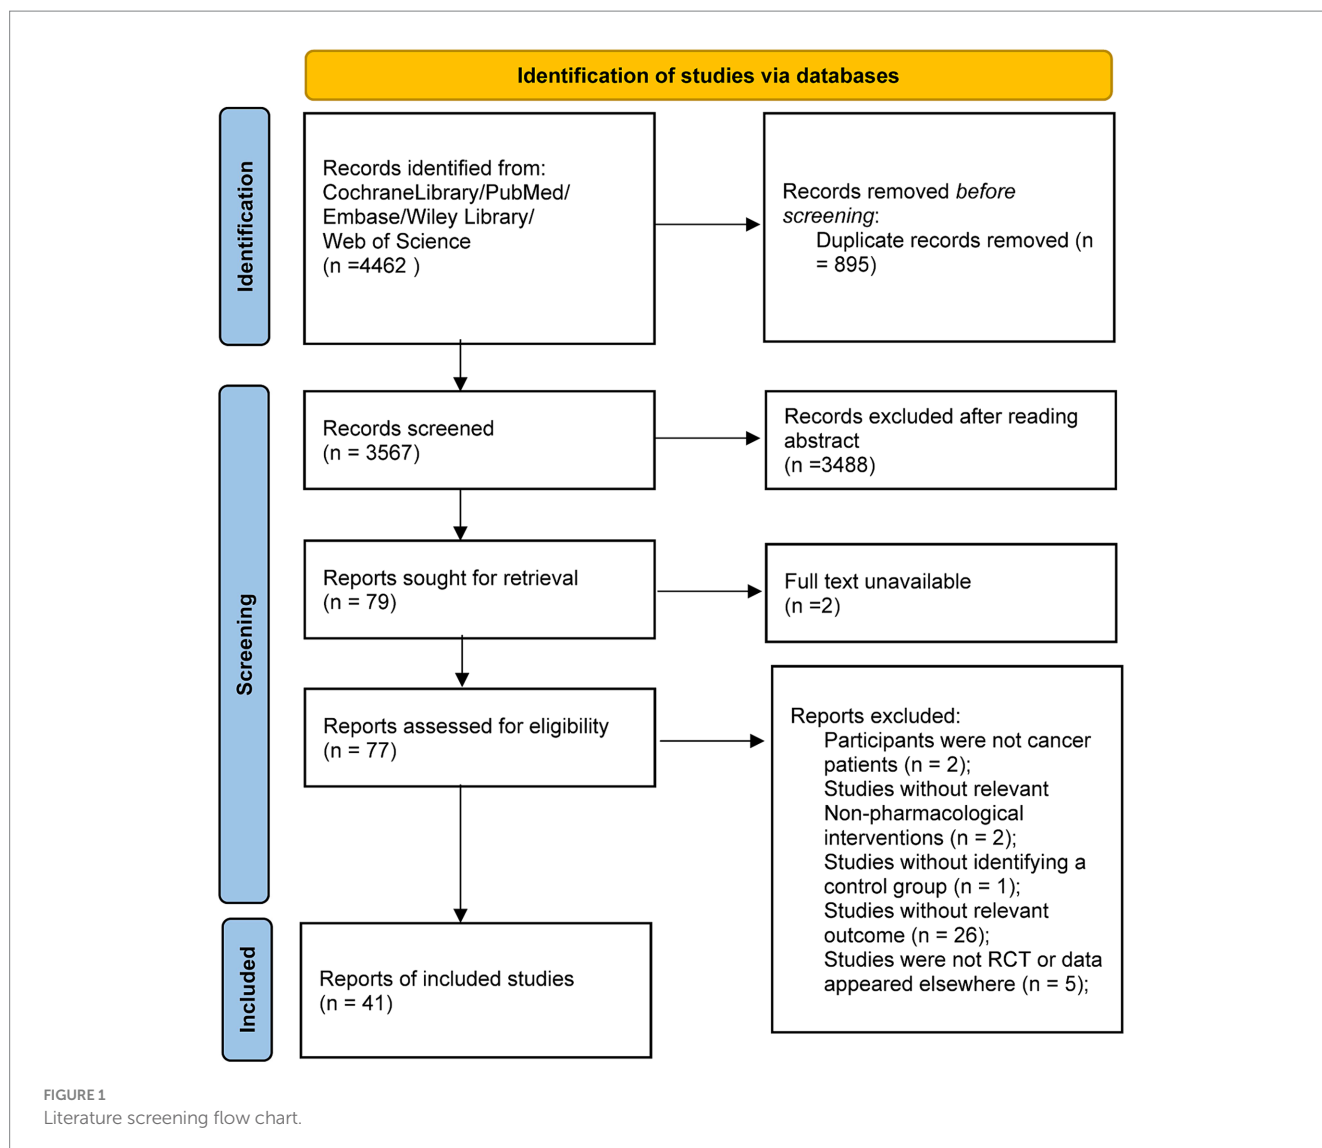 Identification of studies via databases
Identification
Records identified from:
CochraneLibrary/PubMed/
Embase/Wiley Library/
Web of Science
(n =4462 )
Records removed before
screening:
Duplicate records removed (n
= 895)
Screening
Records screened
(n = 3567)
Records excluded after reading
abstract
(n =3488)
Reports sought for retrieval
(n = 79)
Full text unavailable
(n =2)
Reports assessed for eligibility
(n = 77)
Reports excluded:
Participants were not cancer
patients (n = 2);
Studies without relevant
Non-pharmacological
interventions (n = 2);
Studies without identifying a
control group (n = 1);
Studies without relevant
outcome (n = 26);
Studies were not RCT or data
appeared elsewhere (n = 5);
Included
Reports of included studies
(n = 41)
FIGURE 1
Literature screening flow chart.